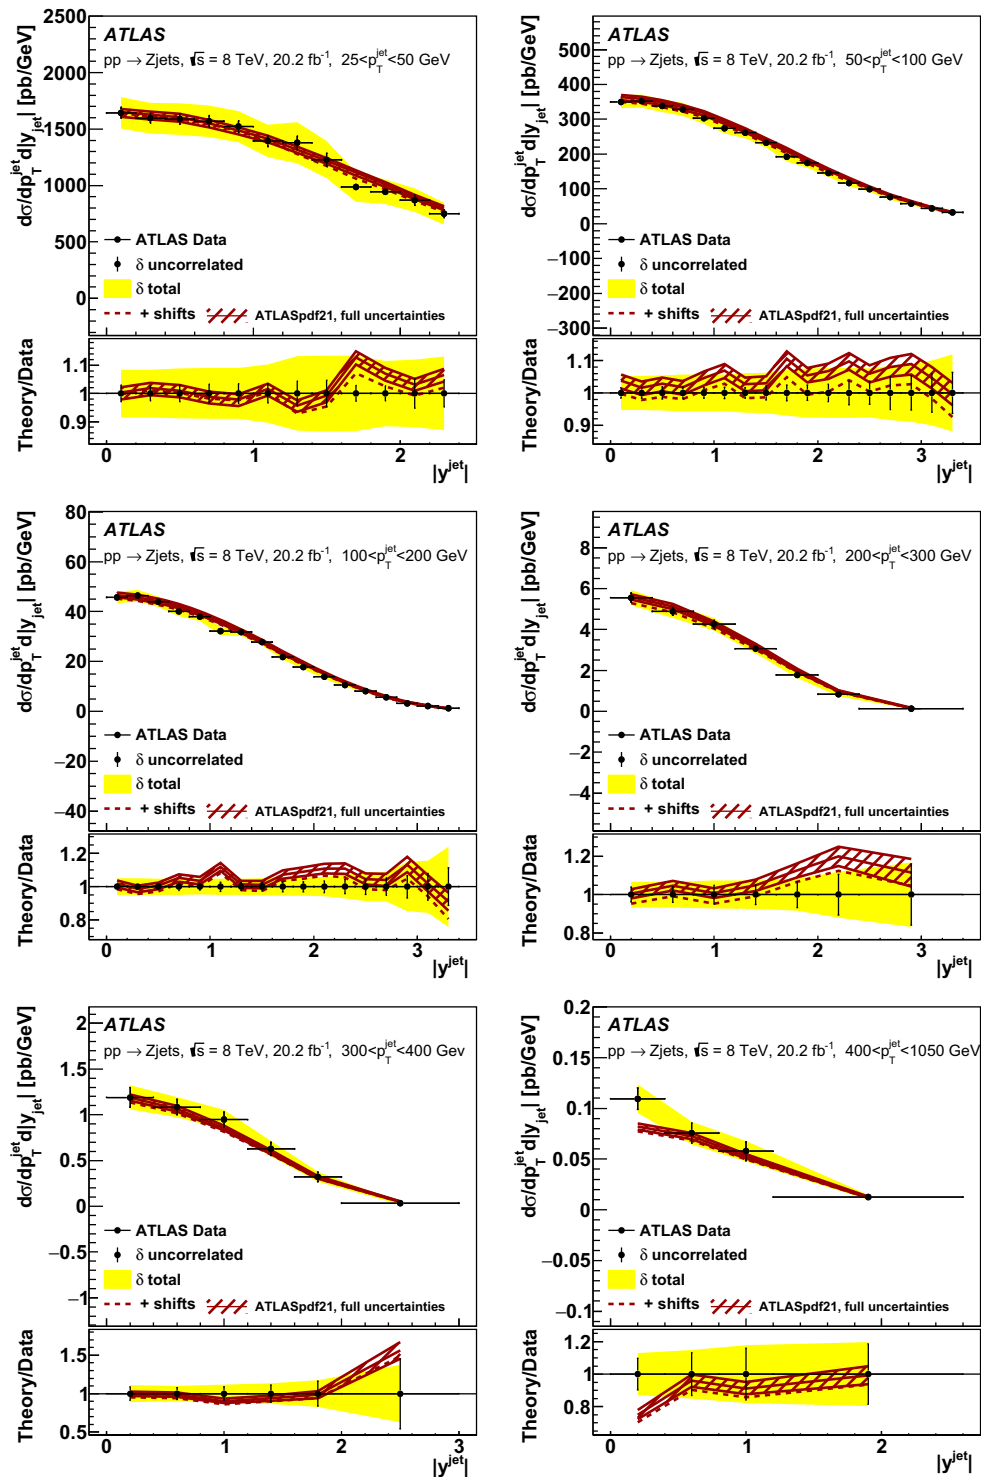 ATLAS
pp → Zjets, √s = 8 TeV, 20.2 fb⁻¹, 25<p_T^jet<50 GeV
dσ/dp_T^jet d|y_jet| [pb/GeV]
2500
2000
1500
1000
500
0
ATLAS Data
δ uncorrelated
δ total
+ shifts
ATLASpdf21, full uncertainties
Theory/Data
1.1
1
0.9
0 1 2
|y^jet|
ATLAS
pp → Zjets, √s = 8 TeV, 20.2 fb⁻¹, 50<p_T^jet<100 GeV
dσ/dp_T^jet d|y_jet| [pb/GeV]
500
400
300
200
100
0
−100
−200
−300
ATLAS Data
δ uncorrelated
δ total
+ shifts
ATLASpdf21, full uncertainties
Theory/Data
1.1
1
0.9
0 1 2 3
|y^jet|
ATLAS
pp → Zjets, √s = 8 TeV, 20.2 fb⁻¹, 100<p_T^jet<200 GeV
dσ/dp_T^jet d|y_jet| [pb/GeV]
80
60
40
20
0
−20
−40
ATLAS Data
δ uncorrelated
δ total
+ shifts
ATLASpdf21, full uncertainties
Theory/Data
1.2
1
0.8
0 1 2 3
|y^jet|
ATLAS
pp → Zjets, √s = 8 TeV, 20.2 fb⁻¹, 200<p_T^jet<300 GeV
dσ/dp_T^jet d|y_jet| [pb/GeV]
8
6
4
2
0
−2
−4
ATLAS Data
δ uncorrelated
δ total
+ shifts
ATLASpdf21, full uncertainties
Theory/Data
1.2
1
0.8
0 1 2 3
|y^jet|
ATLAS
pp → Zjets, √s = 8 TeV, 20.2 fb⁻¹, 300<p_T^jet<400 Gev
dσ/dp_T^jet d|y_jet| [pb/GeV]
2
1.5
1
0.5
0
−0.5
−1
ATLAS Data
δ uncorrelated
δ total
+ shifts
ATLASpdf21, full uncertainties
Theory/Data
1.5
1
0.5
0 1 2 3
|y^jet|
ATLAS
pp → Zjets, √s = 8 TeV, 20.2 fb⁻¹, 400<p_T^jet<1050 GeV
dσ/dp_T^jet d|y_jet| [pb/GeV]
0.2
0.15
0.1
0.05
0
−0.05
−0.1
ATLAS Data
δ uncorrelated
δ total
+ shifts
ATLASpdf21, full uncertainties
Theory/Data
1.2
1
0.8
0 1 2
|y^jet|